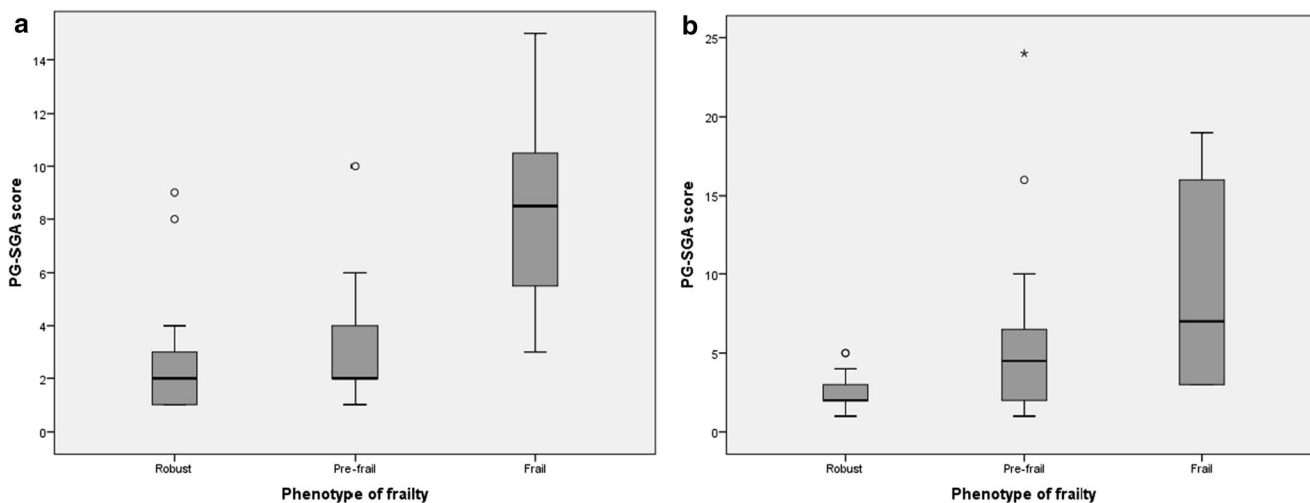 a
PG-SGA score
14
12
10
8
6
4
2
0
Robust Pre-frail Frail
Phenotype of frailty
b
PG-SGA score
25
20
15
10
5
0
Robust Pre-frail Frail
Phenotype of frailty